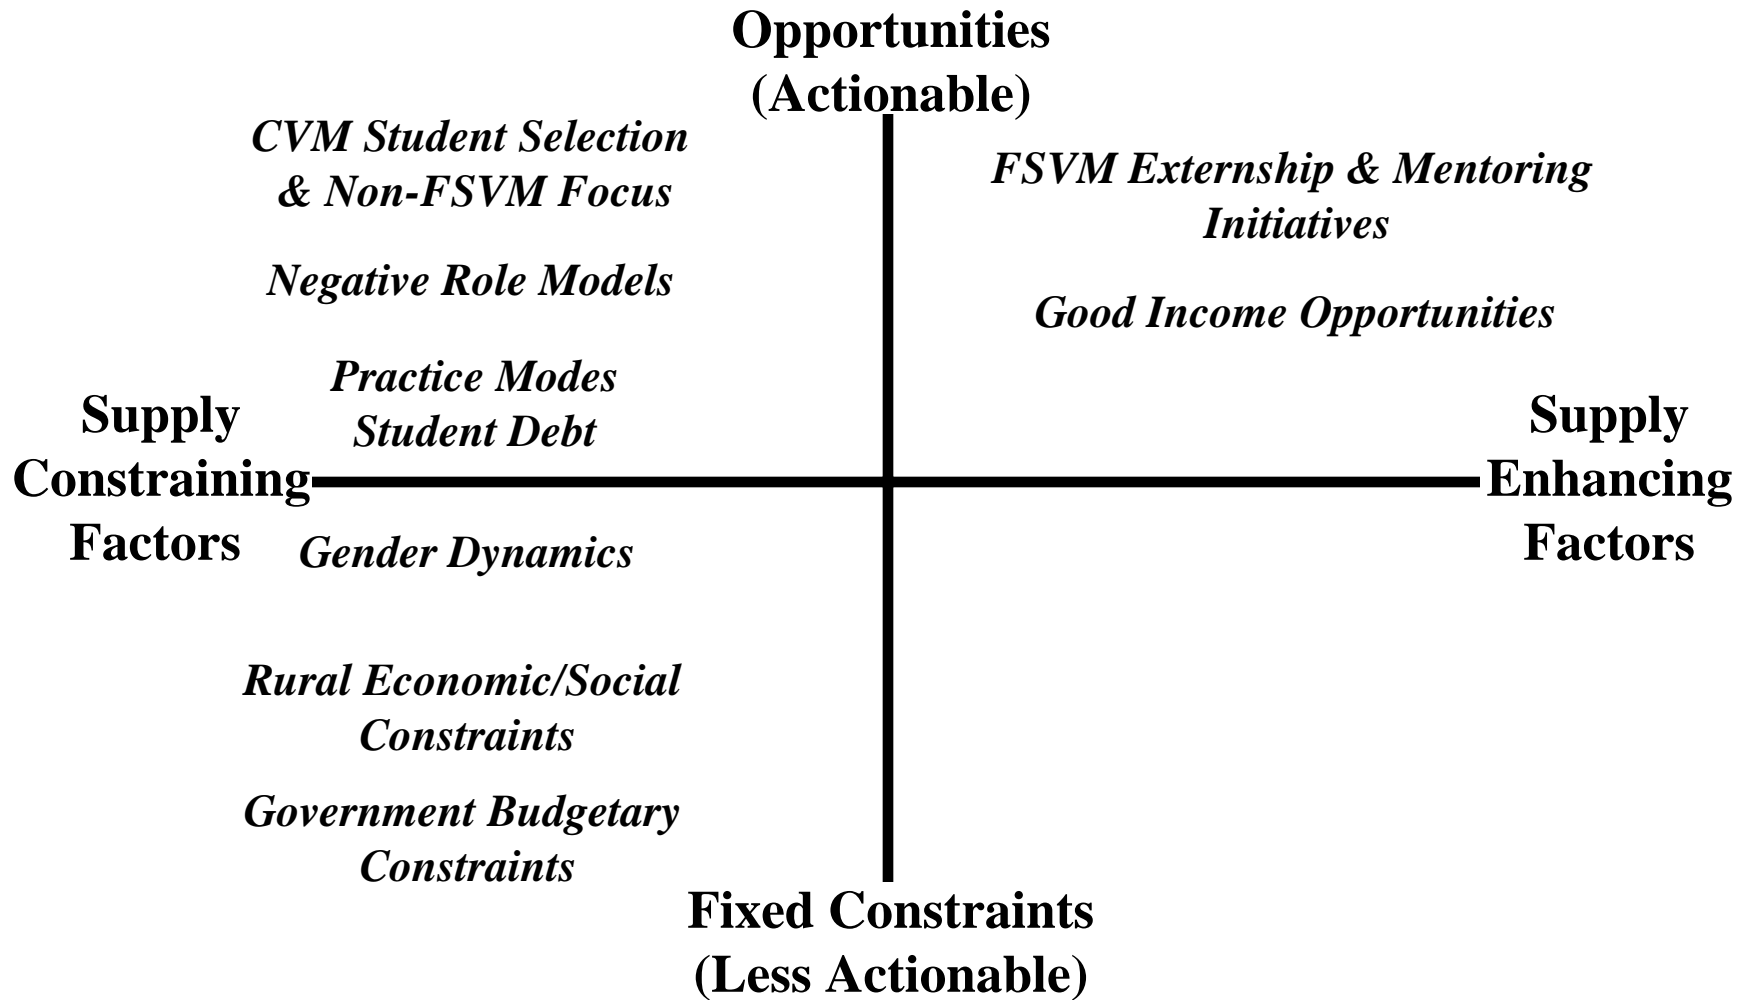 Opportunities
(Actionable)
CVM Student Selection
& Non-FSVM Focus
Negative Role Models
Practice Modes
Student Debt
FSVM Externship & Mentoring
Initiatives
Good Income Opportunities
Supply
Constraining
Factors
Supply
Enhancing
Factors
Gender Dynamics
Rural Economic/Social
Constraints
Government Budgetary
Constraints
Fixed Constraints
(Less Actionable)